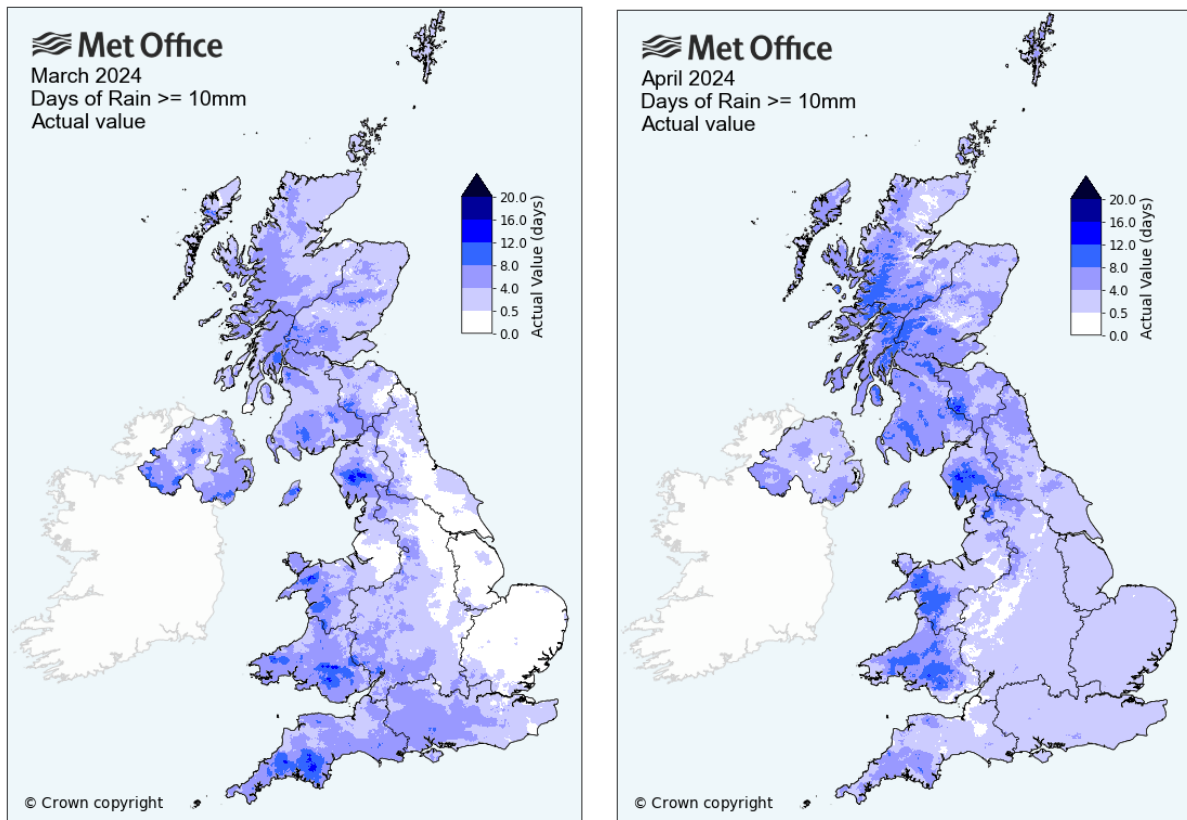 Met Office
March 2024
Days of Rain >= 10mm
Actual value
20.0
16.0
12.0
8.0
4.0
0.5
0.0
Actual Value (days)
© Crown copyright
Met Office
April 2024
Days of Rain >= 10mm
Actual value
20.0
16.0
12.0
8.0
4.0
0.5
0.0
Actual Value (days)
© Crown copyright